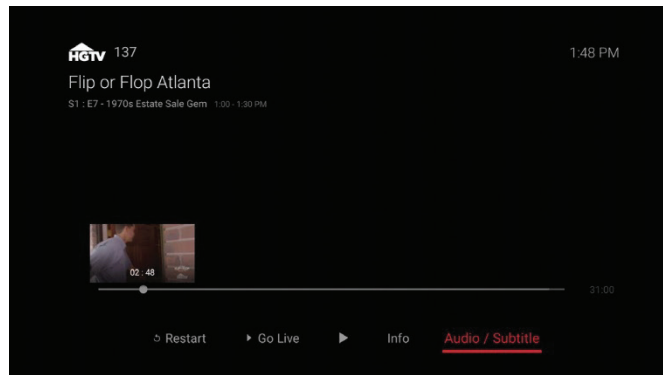 HGTV 137
1:48 PM
Flip or Flop Atlanta
S1 : E7 - 1970s Estate Sale Gem 1:00 - 1:30 PM
02 : 48
31:00
Restart Go Live Info Audio / Subtitle